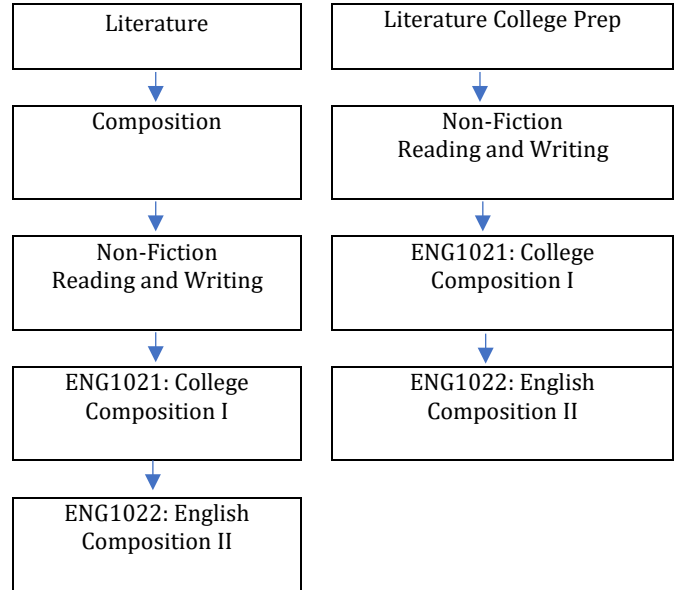 Literature
Composition
Non-Fiction
Reading and Writing
ENG1021: College
Composition I
ENG1022: English
Composition II
Literature College Prep
Non-Fiction
Reading and Writing
ENG1021: College
Composition I
ENG1022: English
Composition II